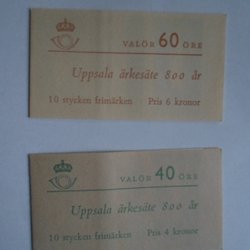 VALÖR 60 ÖRE
Uppsala ärkesäte 800 år
10 stycken frimärken Pris 6 kronor
VALÖR 40 ÖRE
Uppsala ärkesäte 800 år
10 stycken frimärken Pris 4 kronor